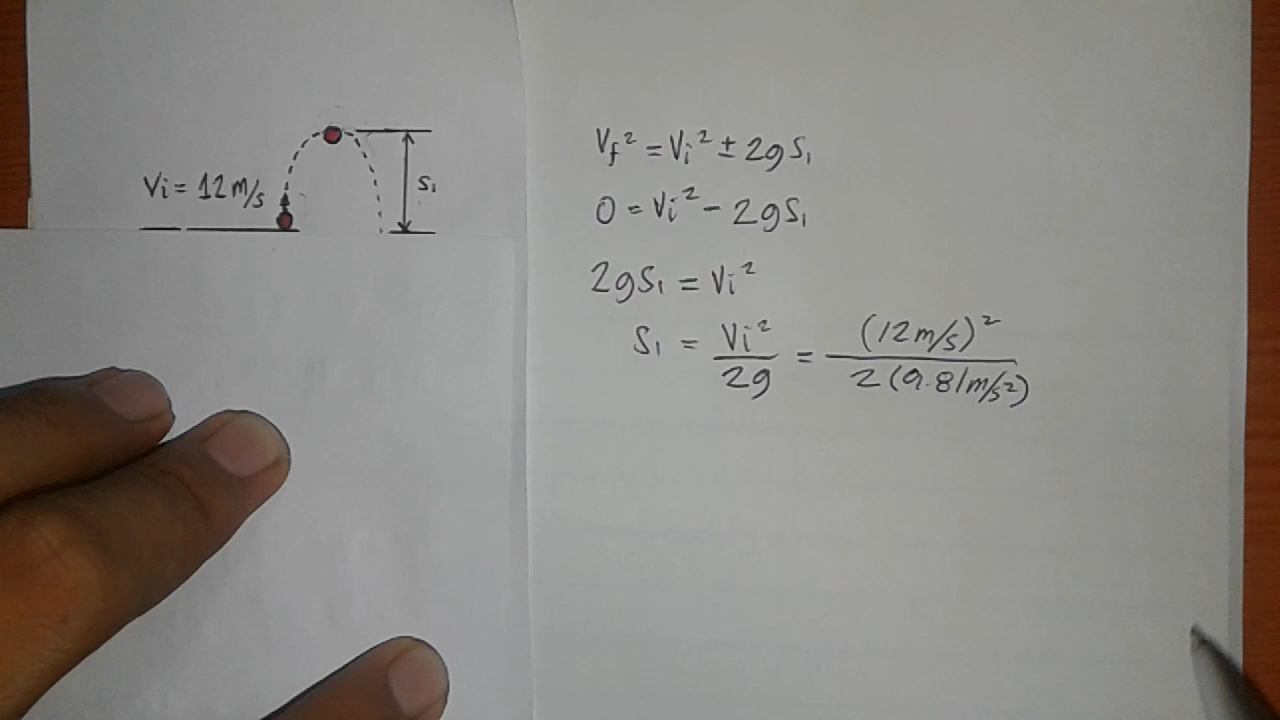 Vi = 12 m/s
S₁
Vf² = Vi² ± 2gS₁
0 = Vi² - 2gS₁
2gS₁ = Vi²
S₁ = Vi²/2g = (12 m/s)²/2(9.81 m/s²)